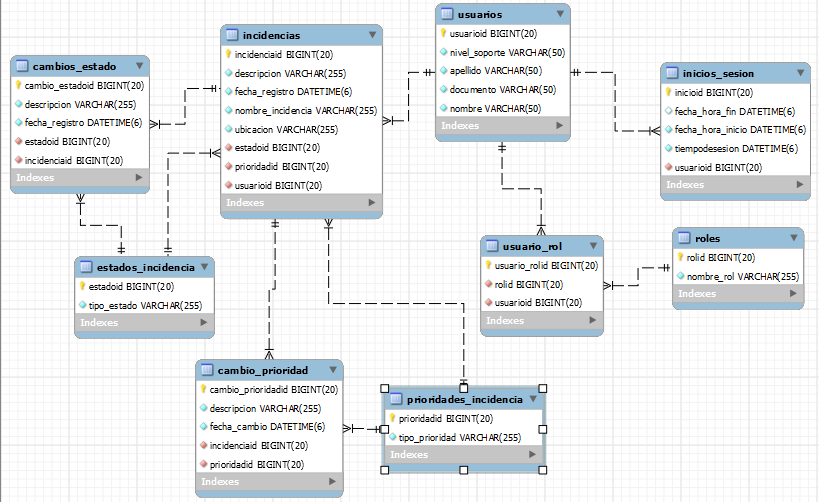 cambios_estado
cambio_estadoid BIGINT(20)
descripcion VARCHAR(255)
fecha_registro DATETIME(6)
estadoid BIGINT(20)
incidenciaid BIGINT(20)
Indexes
incidencias
incidenciaid BIGINT(20)
descripcion VARCHAR(255)
fecha_registro DATETIME(6)
nombre_incidencia VARCHAR(255)
ubicacion VARCHAR(255)
estadoid BIGINT(20)
prioridadid BIGINT(20)
usuarioid BIGINT(20)
Indexes
usuarios
usuarioid BIGINT(20)
nivel_soporte VARCHAR(50)
apellido VARCHAR(50)
documento VARCHAR(50)
nombre VARCHAR(50)
Indexes
inicios_sesion
inicioid BIGINT(20)
fecha_hora_fin DATETIME(6)
fecha_hora_inicio DATETIME(6)
tiempodesesion DATETIME(6)
usuarioid BIGINT(20)
Indexes
estados_incidencia
estadoid BIGINT(20)
tipo_estado VARCHAR(255)
Indexes
usuario_rol
usuario_rolid BIGINT(20)
rolid BIGINT(20)
usuarioid BIGINT(20)
Indexes
roles
rolid BIGINT(20)
nombre_rol VARCHAR(255)
Indexes
cambio_prioridad
cambio_prioridadid BIGINT(20)
descripcion VARCHAR(255)
fecha_cambio DATETIME(6)
incidenciaid BIGINT(20)
prioridadid BIGINT(20)
Indexes
prioridades_incidencia
prioridadid BIGINT(20)
tipo_prioridad VARCHAR(255)
Indexes